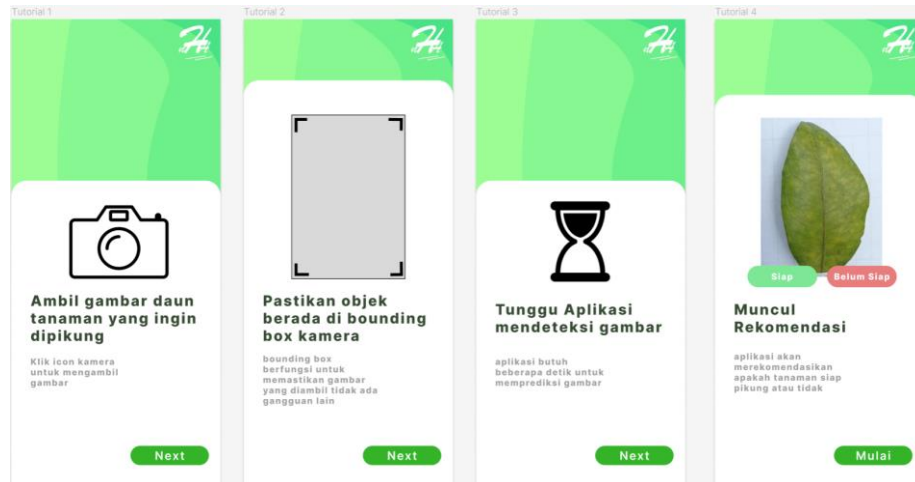 Tutorial 1
Ambil gambar daun
tanaman yang ingin
dipikung
Klik icon kamera
untuk mengambil
gambar
Next
Tutorial 2
Pastikan objek
berada di bounding
box kamera
bounding box
berfungsi untuk
memastikan gambar
yang diambil tidak ada
gangguan lain
Next
Tutorial 3
Tunggu Aplikasi
mendeteksi gambar
aplikasi butuh
beberapa detik untuk
memprediksi gambar
Next
Tutorial 4
Siap
Belum Siap
Muncul
Rekomendasi
aplikasi akan
merekomendasikan
apakah tanaman siap
pikung atau tidak
Mulai